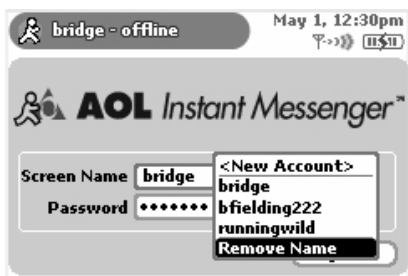 bridge - offline
May 1, 12:30pm
AOL Instant Messenger™
Screen Name bridge
Password •••••••
<New Account>
bridge
bfielding222
runningwild
Remove Name